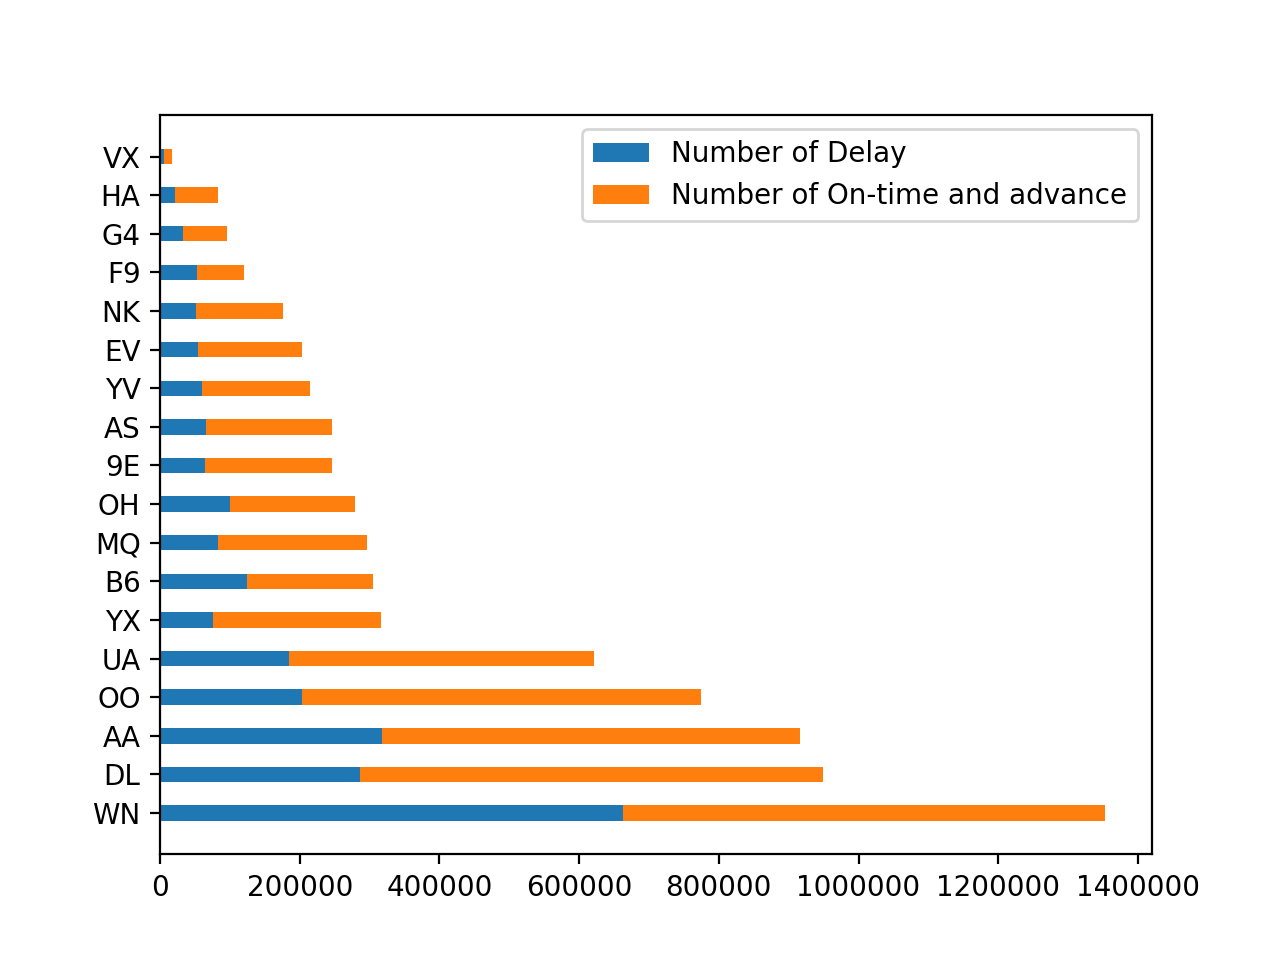 Number of Delay
Number of On-time and advance
VX
HA
G4
F9
NK
EV
YV
AS
9E
OH
MQ
B6
YX
UA
OO
AA
DL
WN
0 200000 400000 600000 800000 1000000 1200000 1400000